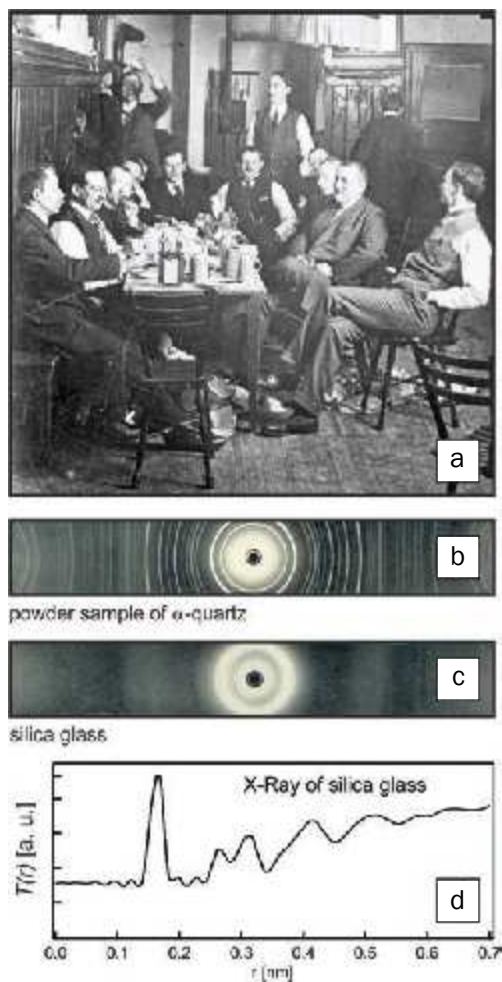 a
b
powder sample of α-quartz
c
silica glass
X-Ray of silica glass
T(r) [a. u.]
d
0.0 0.1 0.2 0.3 0.4 0.5 0.6 0.7
r [nm]